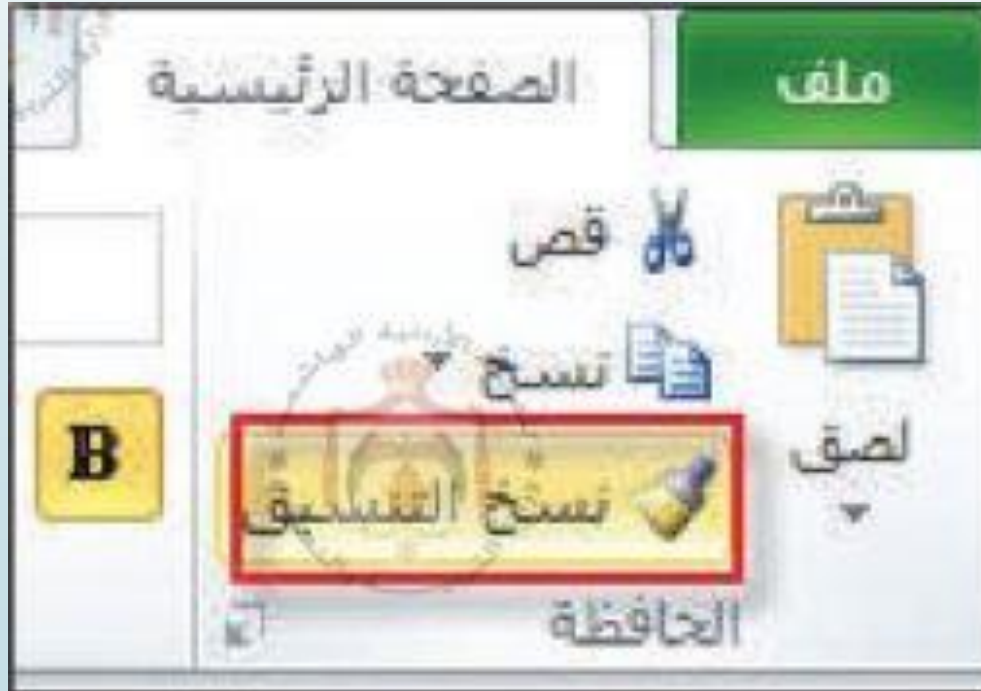 ملف
الصفحة الرئيسية
قص
نسخ
لصق
B
نسخ التنسيق
الحافظة